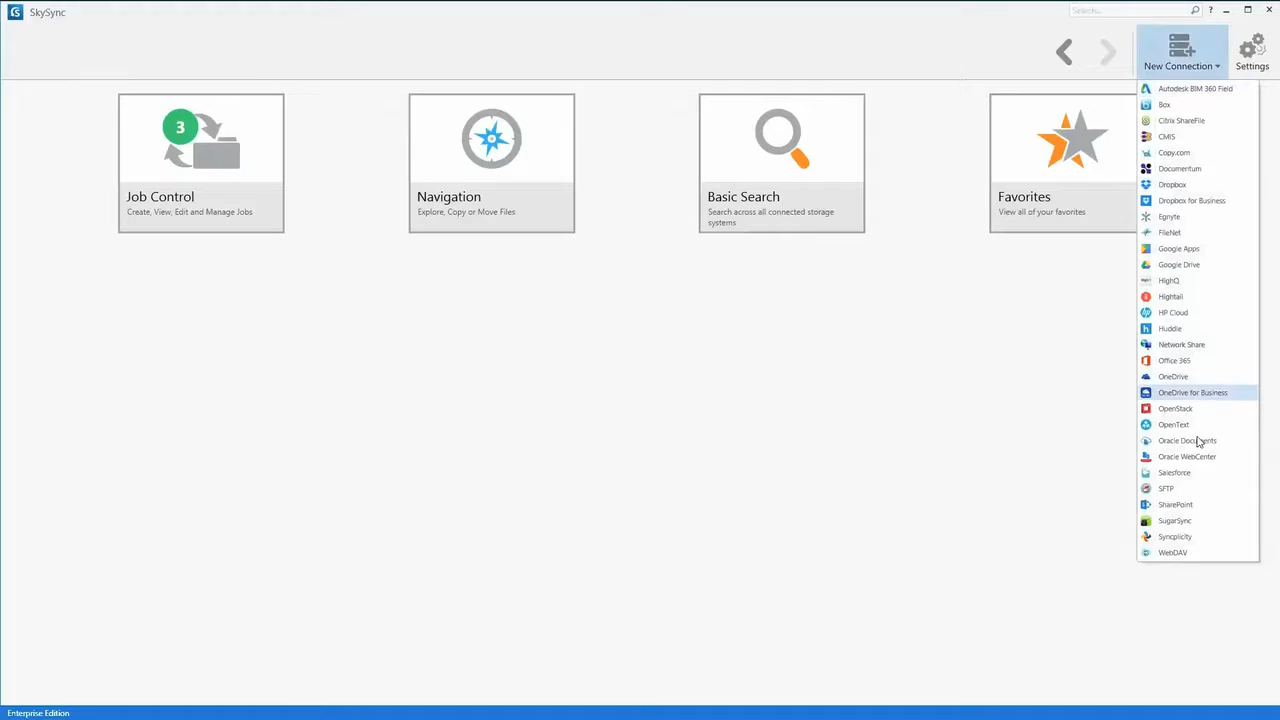 SkySync
Search...
?
New Connection
Settings
3
Job Control
Create, View, Edit and Manage Jobs
Navigation
Explore, Copy or Move Files
Basic Search
Search across all connected storage
systems
Favorites
View all of your favorites
Autodesk BIM 360 Field
Box
Citrix ShareFile
CMIS
Copy.com
Documentum
Dropbox
Dropbox for Business
Egnyte
FileNet
Google Apps
Google Drive
HighQ
Hightail
HP Cloud
Huddle
Network Share
Office 365
OneDrive
OneDrive for Business
OpenStack
OpenText
Oracle Documents
Oracle WebCenter
Salesforce
SFTP
SharePoint
SugarSync
Syncplicity
WebDAV
Enterprise Edition